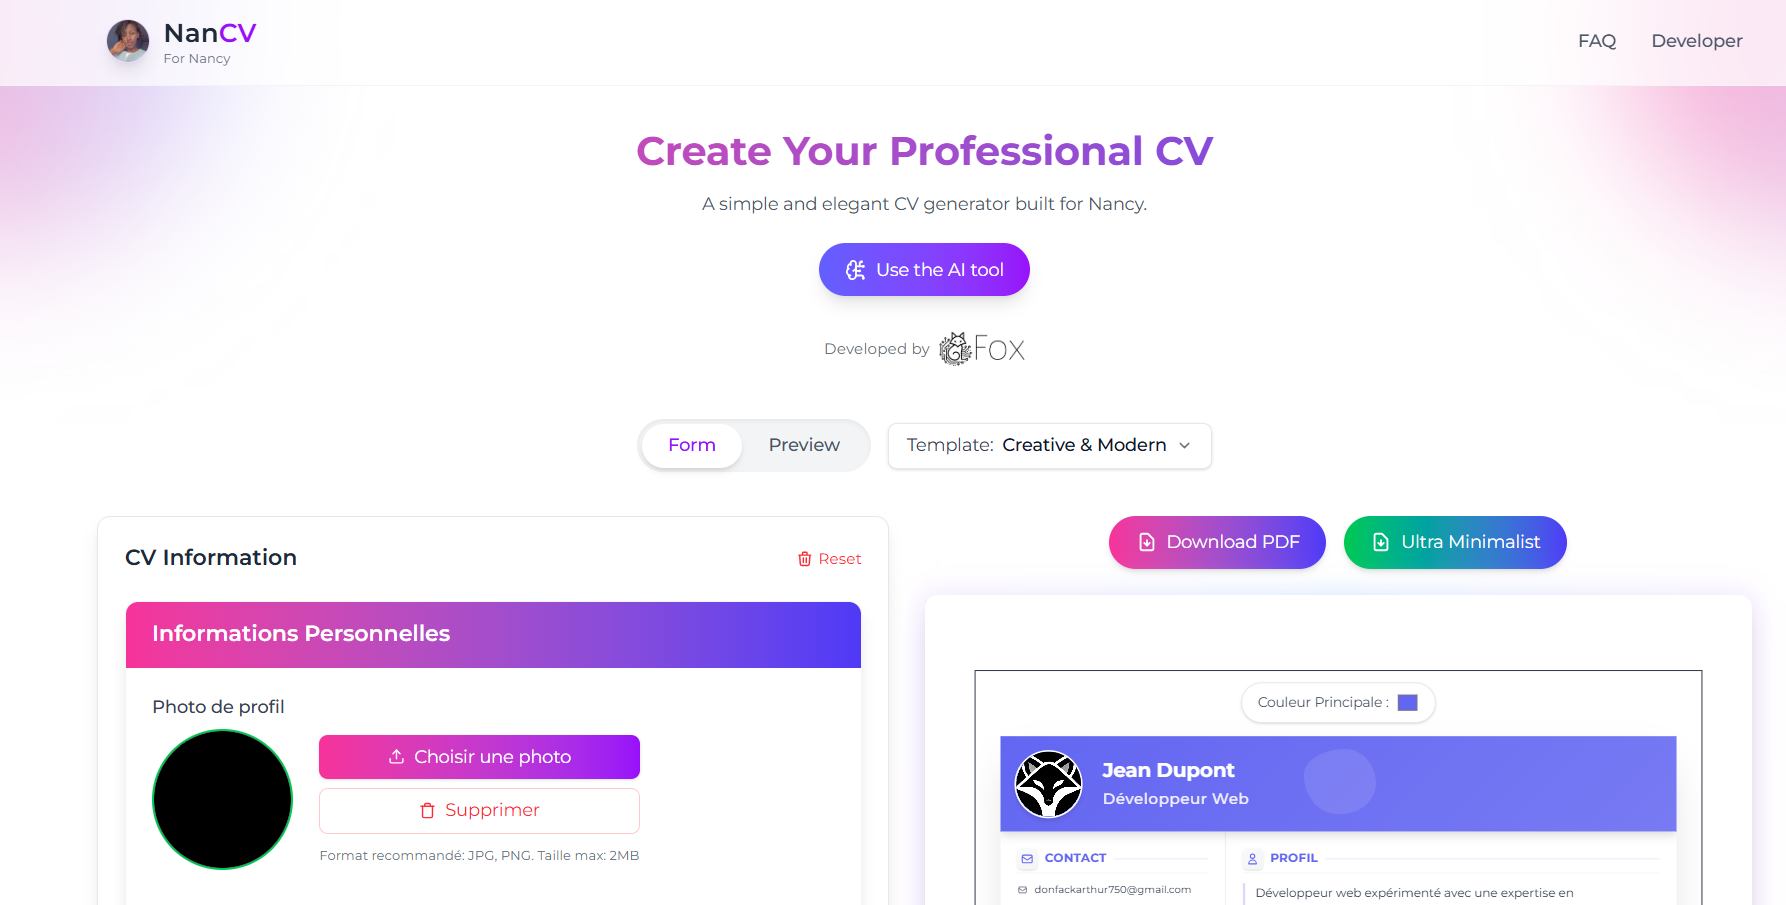 NanCV
For Nancy
FAQ
Developer
Create Your Professional CV
A simple and elegant CV generator built for Nancy.
Use the AI tool
Developed by Fox
Form
Preview
Template: Creative & Modern
CV Information
Reset
Informations Personnelles
Photo de profil
Choisir une photo
Supprimer
Format recommandé: JPG, PNG. Taille max: 2MB
Download PDF
Ultra Minimalist
Couleur Principale :
Jean Dupont
Développeur Web
CONTACT
donfackarthur750@gmail.com
PROFIL
Développeur web expérimenté avec une expertise en